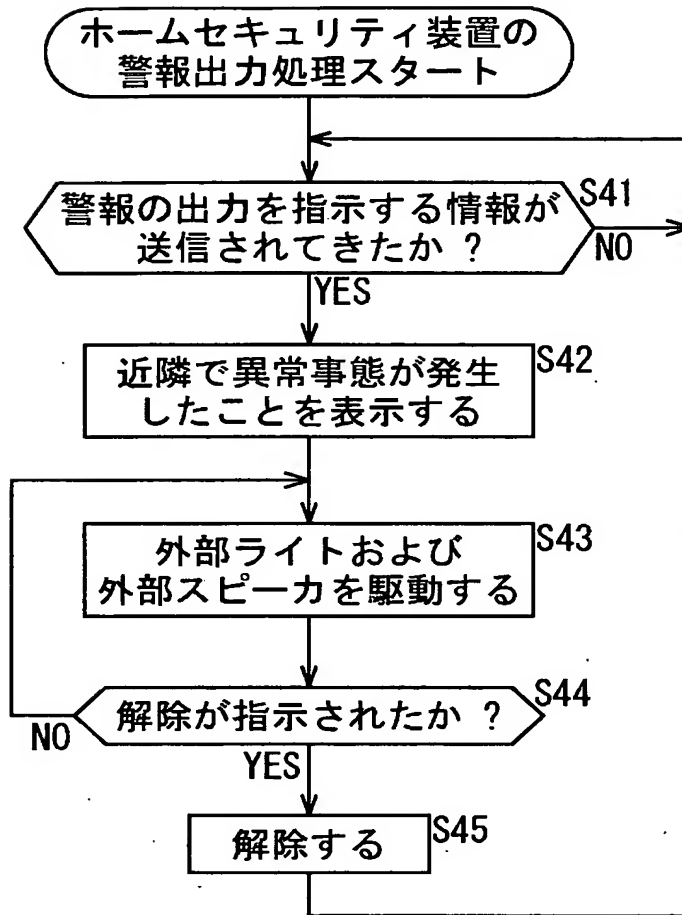 ホームセキュリティ装置の
警報出力処理スタート
警報の出力を指示する情報が
送信されてきたか ?
S41
NO
YES
近隣で異常事態が発生
したことを表示する
S42
外部ライトおよび
外部スピーカを駆動する
S43
解除が指示されたか ?
S44
NO
YES
解除する
S45